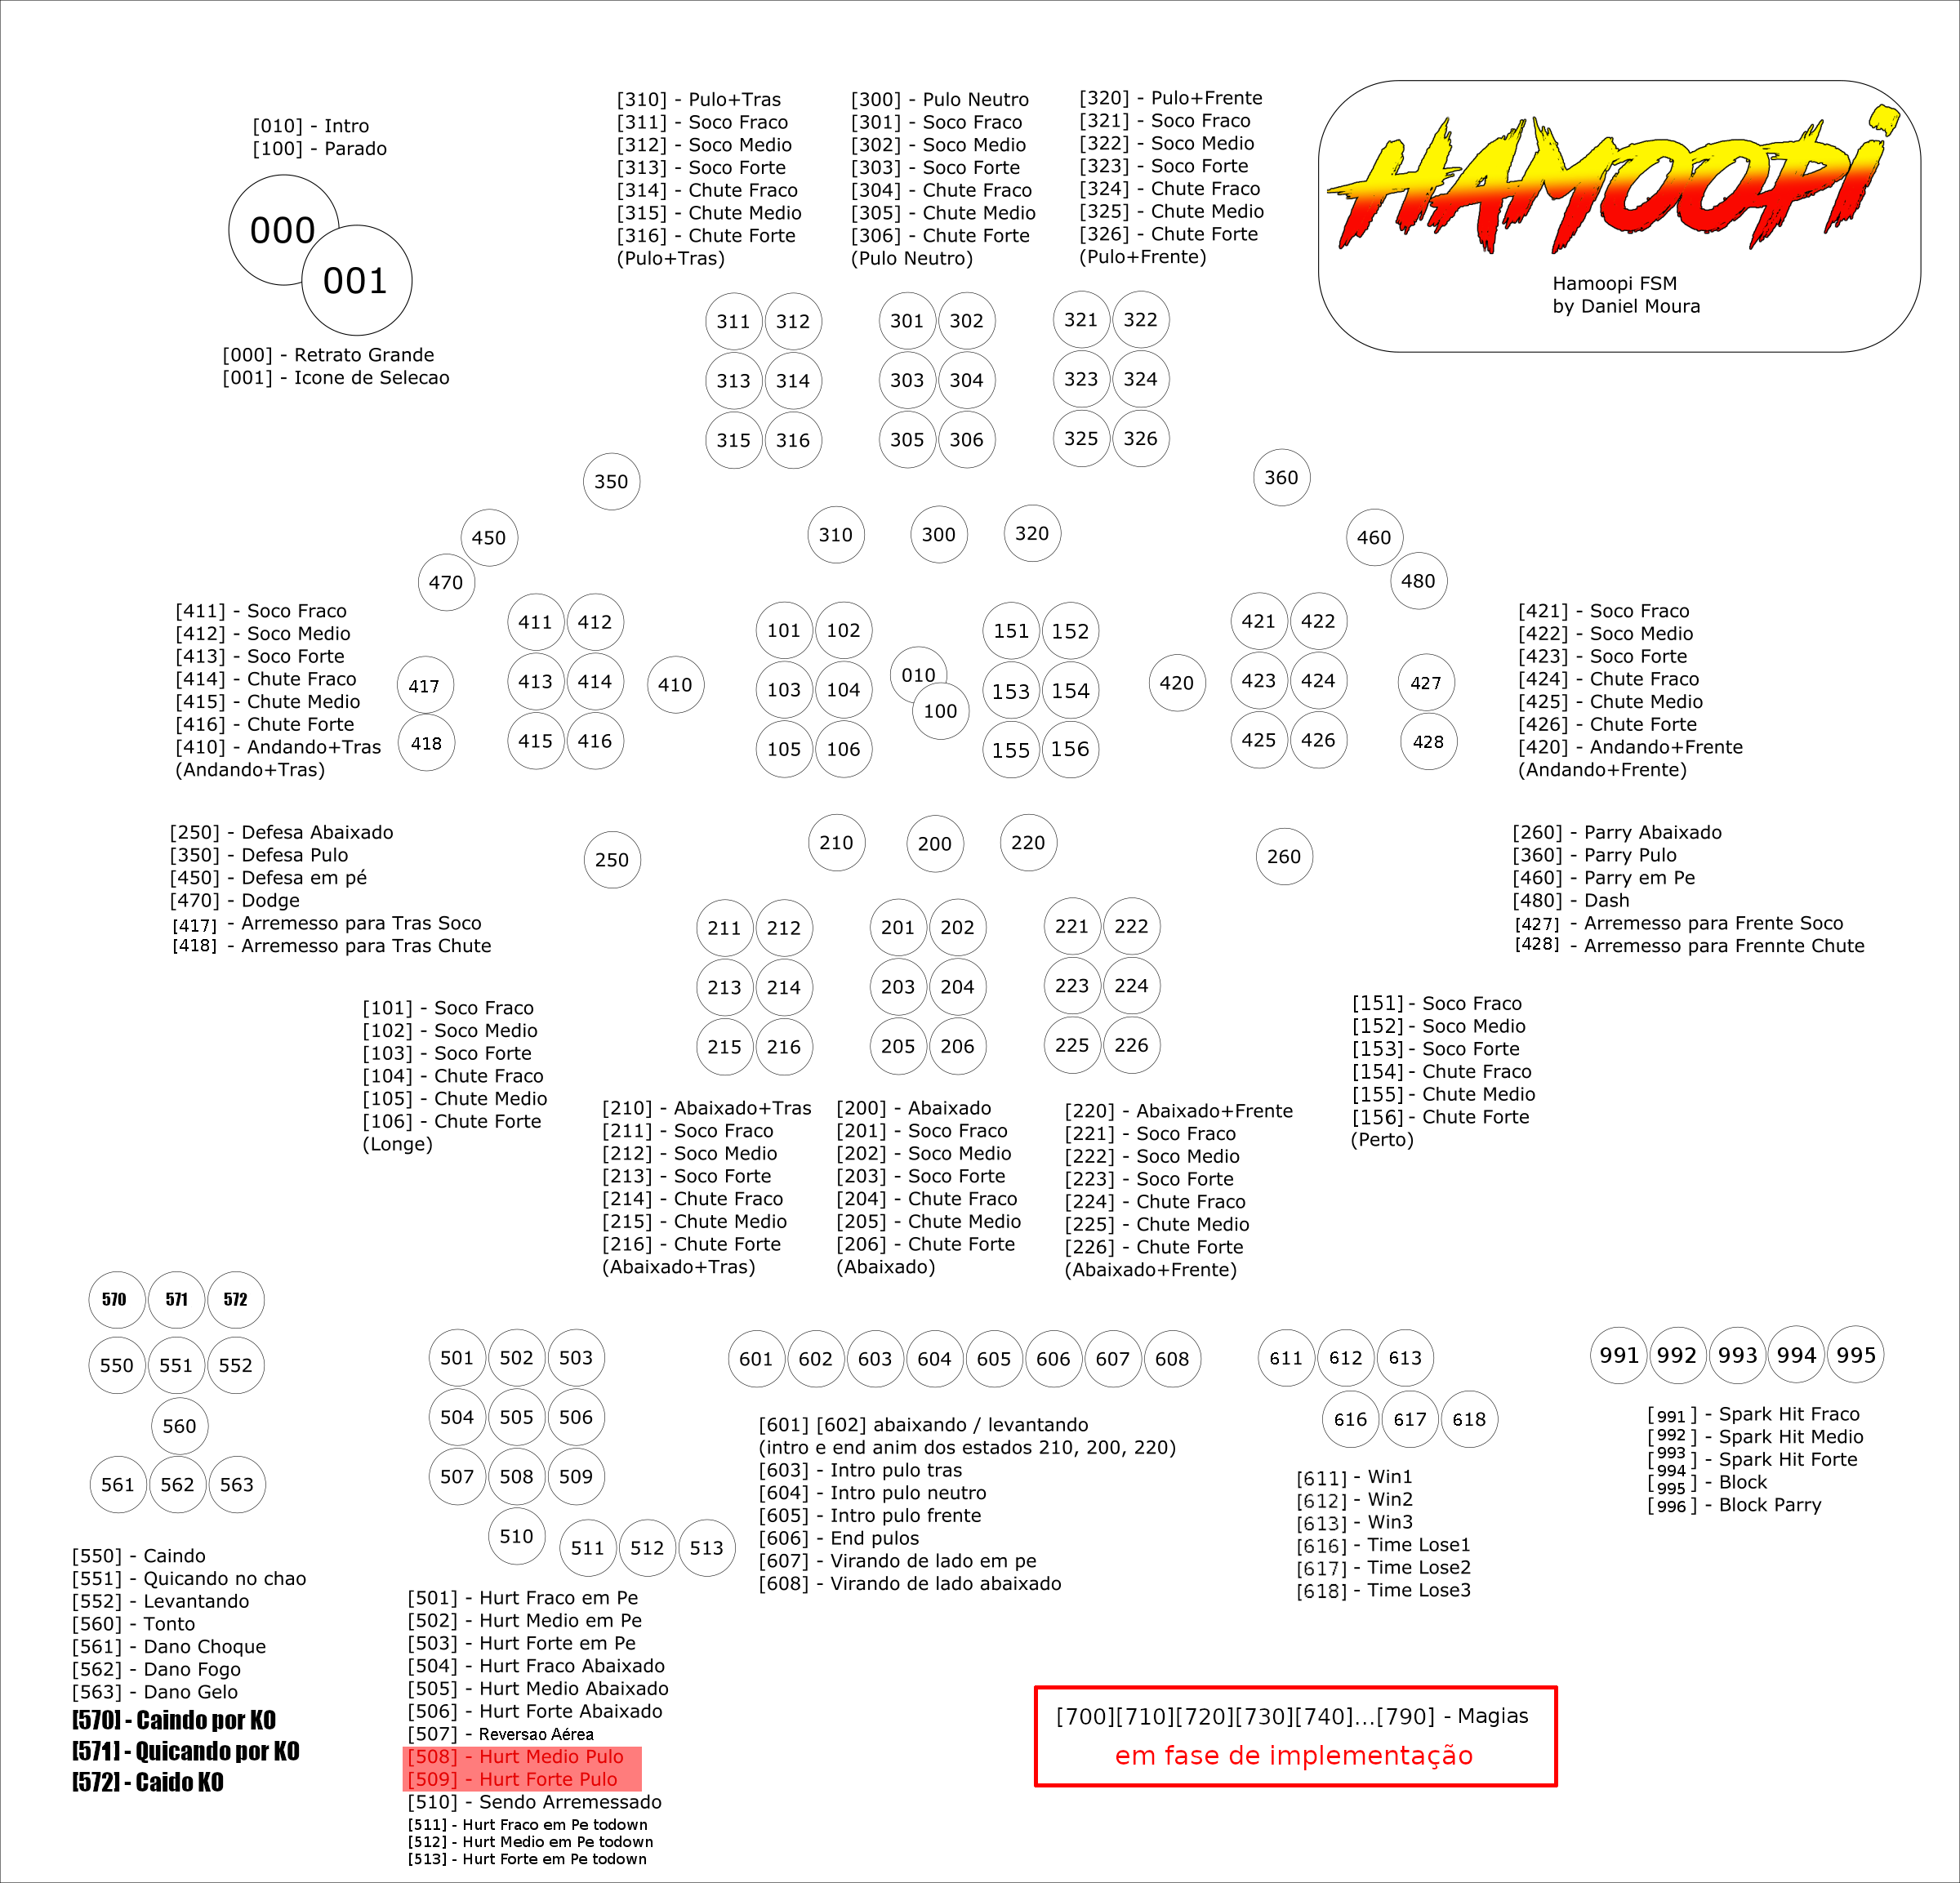 [010] - Intro
[100] - Parado
000
001
[000] - Retrato Grande
[001] - Icone de Selecao
[310] - Pulo+Tras
[311] - Soco Fraco
[312] - Soco Medio
[313] - Soco Forte
[314] - Chute Fraco
[315] - Chute Medio
[316] - Chute Forte
(Pulo+Tras)
[300] - Pulo Neutro
[301] - Soco Fraco
[302] - Soco Medio
[303] - Soco Forte
[304] - Chute Fraco
[305] - Chute Medio
[306] - Chute Forte
(Pulo Neutro)
[320] - Pulo+Frente
[321] - Soco Fraco
[322] - Soco Medio
[323] - Soco Forte
[324] - Chute Fraco
[325] - Chute Medio
[326] - Chute Forte
(Pulo+Frente)
HAMOOPi
Hamoopi FSM
by Daniel Moura
311 312 301 302 321 322
313 314 303 304 323 324
315 316 305 306 325 326
350 360
450 310 300 320 460
470 480
[411] - Soco Fraco
[412] - Soco Medio
[413] - Soco Forte
[414] - Chute Fraco
[415] - Chute Medio
[416] - Chute Forte
[410] - Andando+Tras
(Andando+Tras)
417
418
411 412
413 414
415 416
410
101 102
103 104
105 106
010
100
151 152
153 154
155 156
420
421 422
423 424
425 426
427
428
[421] - Soco Fraco
[422] - Soco Medio
[423] - Soco Forte
[424] - Chute Fraco
[425] - Chute Medio
[426] - Chute Forte
[420] - Andando+Frente
(Andando+Frente)
[250] - Defesa Abaixado
[350] - Defesa Pulo
[450] - Defesa em pé
[470] - Dodge
[417] - Arremesso para Tras Soco
[418] - Arremesso para Tras Chute
250 210 200 220 260
[260] - Parry Abaixado
[360] - Parry Pulo
[460] - Parry em Pe
[480] - Dash
[427] - Arremesso para Frente Soco
[428] - Arremesso para Frennte Chute
211 212 201 202 221 222
213 214 203 204 223 224
215 216 205 206 225 226
[101] - Soco Fraco
[102] - Soco Medio
[103] - Soco Forte
[104] - Chute Fraco
[105] - Chute Medio
[106] - Chute Forte
(Longe)
[151] - Soco Fraco
[152] - Soco Medio
[153] - Soco Forte
[154] - Chute Fraco
[155] - Chute Medio
[156] - Chute Forte
(Perto)
[210] - Abaixado+Tras
[211] - Soco Fraco
[212] - Soco Medio
[213] - Soco Forte
[214] - Chute Fraco
[215] - Chute Medio
[216] - Chute Forte
(Abaixado+Tras)
[200] - Abaixado
[201] - Soco Fraco
[202] - Soco Medio
[203] - Soco Forte
[204] - Chute Fraco
[205] - Chute Medio
[206] - Chute Forte
(Abaixado)
[220] - Abaixado+Frente
[221] - Soco Fraco
[222] - Soco Medio
[223] - Soco Forte
[224] - Chute Fraco
[225] - Chute Medio
[226] - Chute Forte
(Abaixado+Frente)
570 571 572
550 551 552
560
561 562 563
[550] - Caindo
[551] - Quicando no chao
[552] - Levantando
[560] - Tonto
[561] - Dano Choque
[562] - Dano Fogo
[563] - Dano Gelo
[570] - Caindo por KO
[571] - Quicando por KO
[572] - Caido KO
501 502 503
504 505 506
507 508 509
510 511 512 513
[501] - Hurt Fraco em Pe
[502] - Hurt Medio em Pe
[503] - Hurt Forte em Pe
[504] - Hurt Fraco Abaixado
[505] - Hurt Medio Abaixado
[506] - Hurt Forte Abaixado
[507] - Reversao Aérea
[508] - Hurt Medio Pulo
[509] - Hurt Forte Pulo
[510] - Sendo Arremessado
[511] - Hurt Fraco em Pe todown
[512] - Hurt Medio em Pe todown
[513] - Hurt Forte em Pe todown
601 602 603 604 605 606 607 608
[601] [602] abaixando / levantando
(intro e end anim dos estados 210, 200, 220)
[603] - Intro pulo tras
[604] - Intro pulo neutro
[605] - Intro pulo frente
[606] - End pulos
[607] - Virando de lado em pe
[608] - Virando de lado abaixado
611 612 613
616 617 618
[611] - Win1
[612] - Win2
[613] - Win3
[616] - Time Lose1
[617] - Time Lose2
[618] - Time Lose3
991 992 993 994 995
[991] - Spark Hit Fraco
[992] - Spark Hit Medio
[993] - Spark Hit Forte
[994]
[995] - Block
[996] - Block Parry
[700][710][720][730][740]...[790] - Magias
em fase de implementação